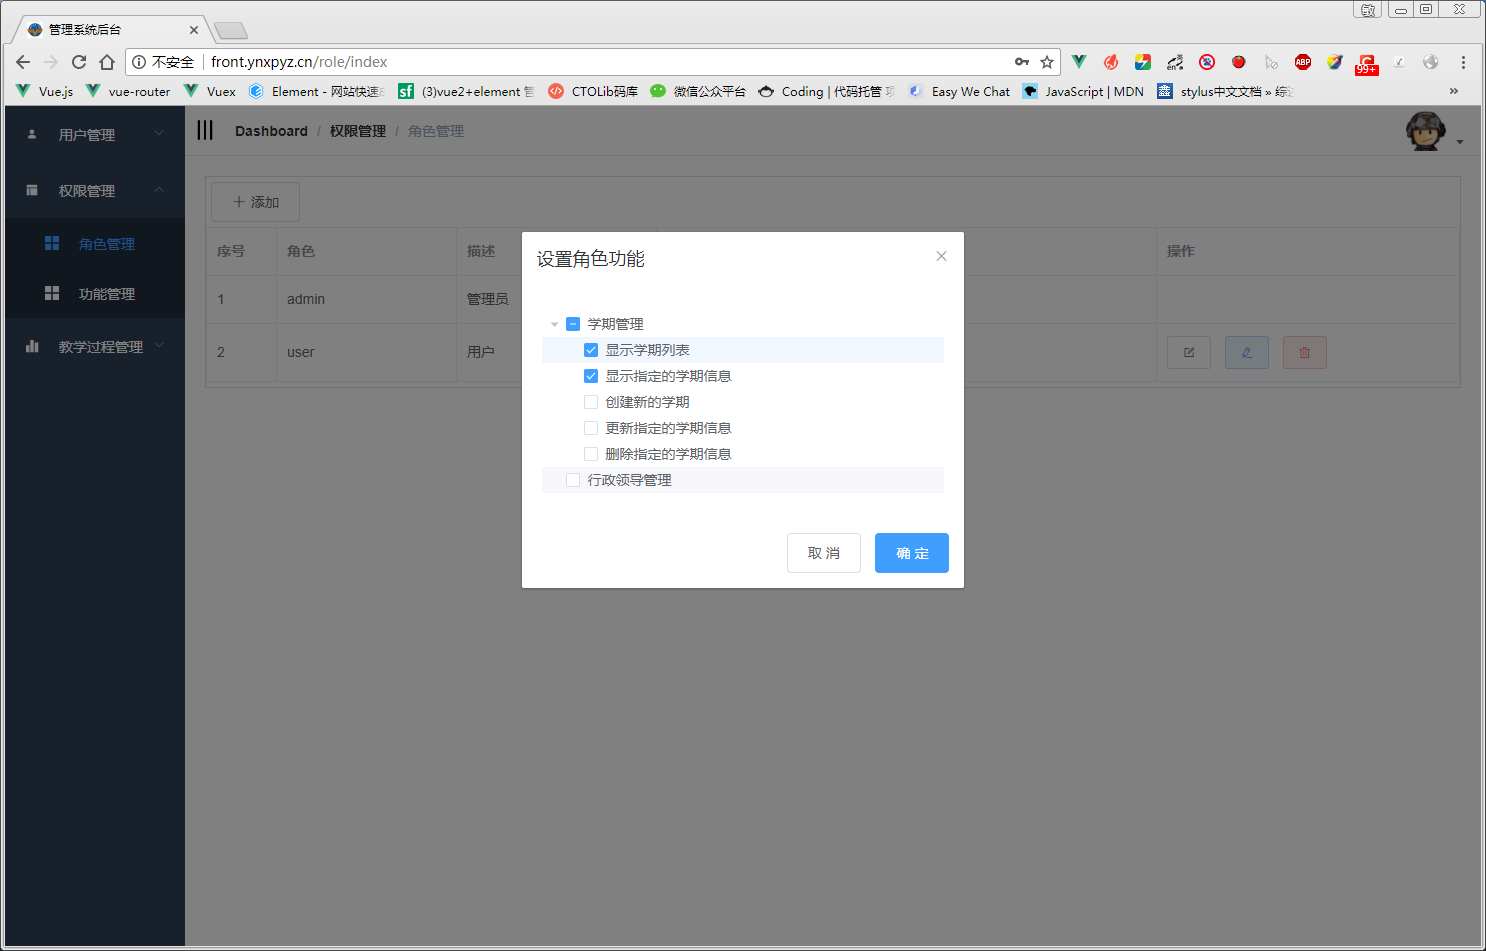 敏
管理系统后台
不安全 front.ynxpyz.cn/role/index
ABP
99+
Vue.js vue-router Vuex Element - 网站快速 sf (3)vue2+element CTOLib码库 微信公众平台 Coding | 代码托管 Easy We Chat JavaScript | MDN 鑫 stylus中文文档 » 综 »
用户管理
权限管理
角色管理
功能管理
教学过程管理
Dashboard / 权限管理 / 角色管理
添加
序号 角色 描述 操作
1 admin 管理员
2 user 用户
设置角色功能
学期管理
显示学期列表
显示指定的学期信息
创建新的学期
更新指定的学期信息
删除指定的学期信息
行政领导管理
取 消 确 定